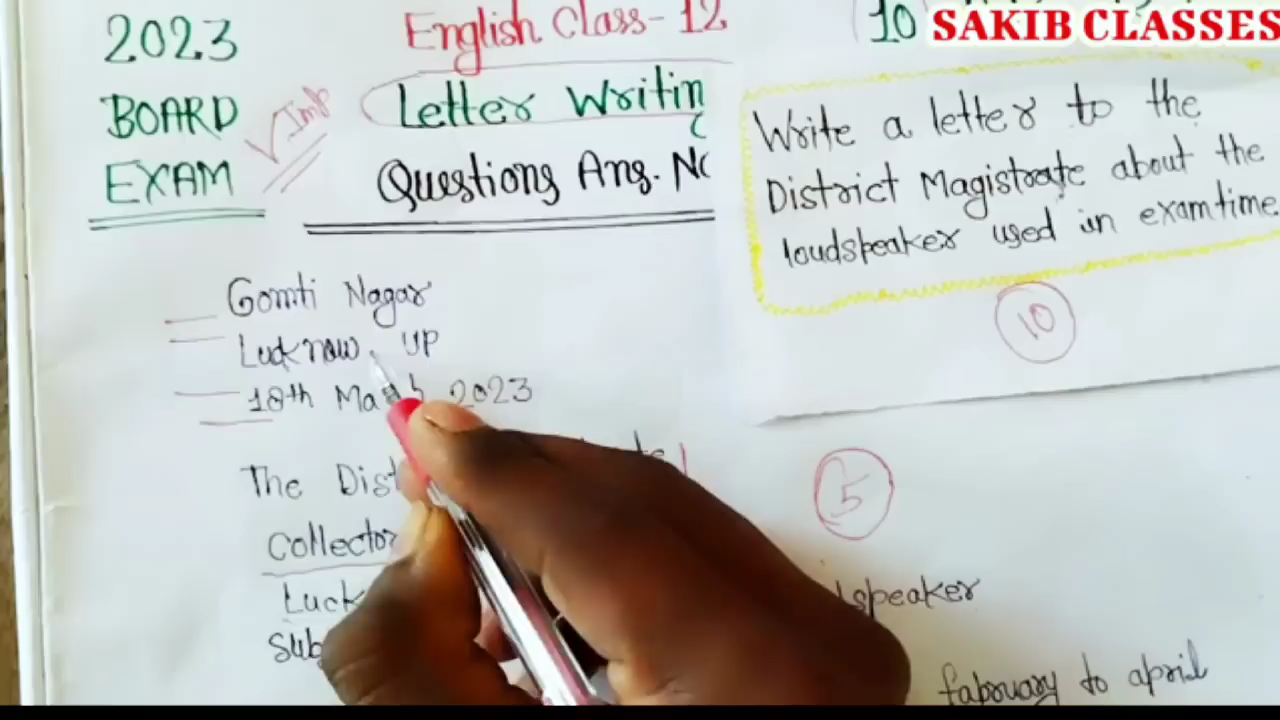 2023
BOARD
EXAM
Imp
English Class-12
Letter Writin
Questions Ans.
10
SAKIB CLASSES
Write a letter to the
District Magistrate about the
loudspeaker used in examtime
10
Gomti Nagar
Lucknow UP
18th 2023
The Dist
5
Collector
Luck
speaker
Sub
fabruary to april